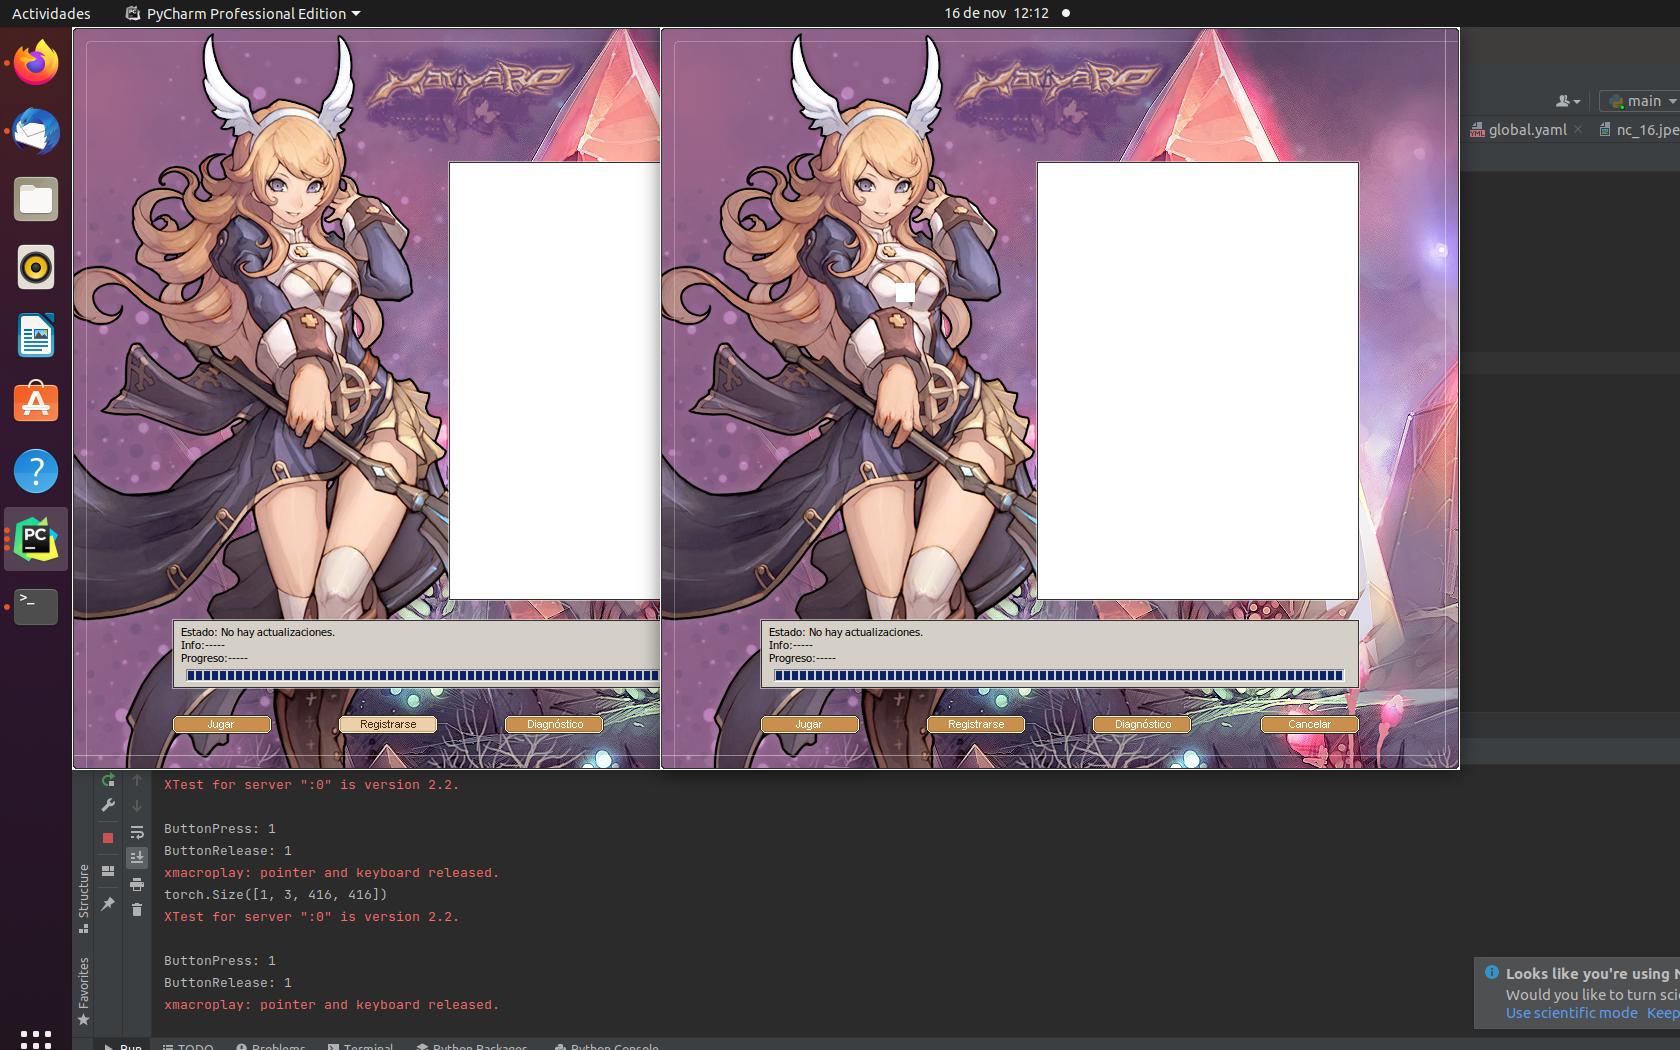 Actividades
PyCharm Professional Edition
16 de nov 12:12
XatiyaRO
XatiyaRO
main
global.yaml
nc_16.jpe
Estado: No hay actualizaciones.
Info:-----
Progreso:-----
Jugar
Registrarse
Diagnóstico
Estado: No hay actualizaciones.
Info:-----
Progreso:-----
Jugar
Registrarse
Diagnóstico
Cancelar
PC
>_
Structure
Favorites
XTest for server ":0" is version 2.2.
ButtonPress: 1
ButtonRelease: 1
xmacroplay: pointer and keyboard released.
torch.Size([1, 3, 416, 416])
XTest for server ":0" is version 2.2.
ButtonPress: 1
ButtonRelease: 1
xmacroplay: pointer and keyboard released.
Looks like you're using N
Would you like to turn scie
Use scientific mode Keep
Run TODO Problems Terminal Python Packages Python Console